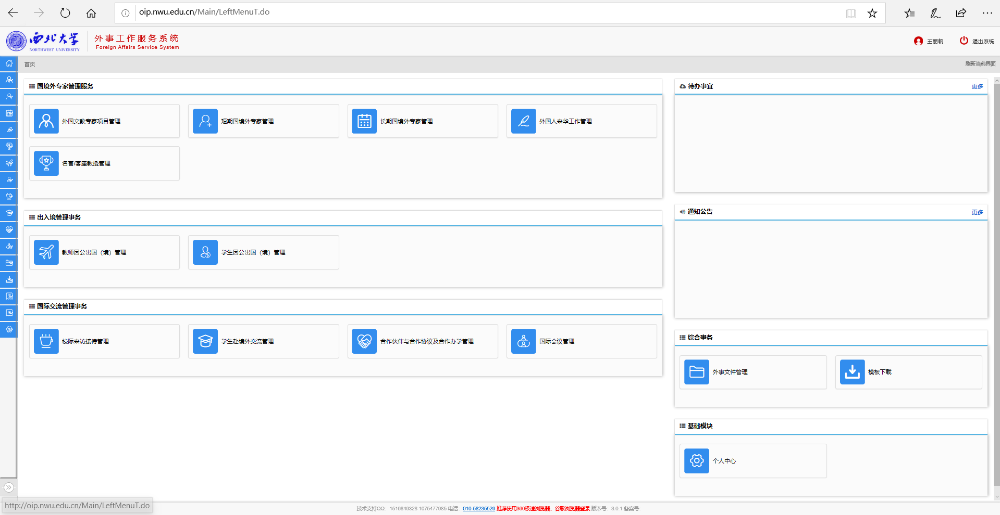 oip.nwu.edu.cn/Main/LeftMenuT.do
西北大学
NORTHWEST UNIVERSITY
外事工作服务系统
Foreign Affairs Service System
王丽帆
退出系统
首页
刷新当前界面
国境外专家管理服务
外国文教专家项目管理
短期国境外专家管理
长期国境外专家管理
外国人来华工作管理
名誉/客座教授管理
出入境管理事务
教师因公出国（境）管理
学生因公出国（境）管理
国际交流管理事务
校际来访接待管理
学生赴境外交流管理
合作伙伴与合作协议及合作办学管理
国际会议管理
待办事宜
更多
通知公告
更多
综合事务
外事文件管理
模板下载
基础模块
个人中心
http://oip.nwu.edu.cn/Main/LeftMenuT.do
技术支持QQ：1516849328 1075477985 电话：010-58235529 推荐使用360极速浏览器、谷歌浏览器登录 版本号：3.0.1 备案号：